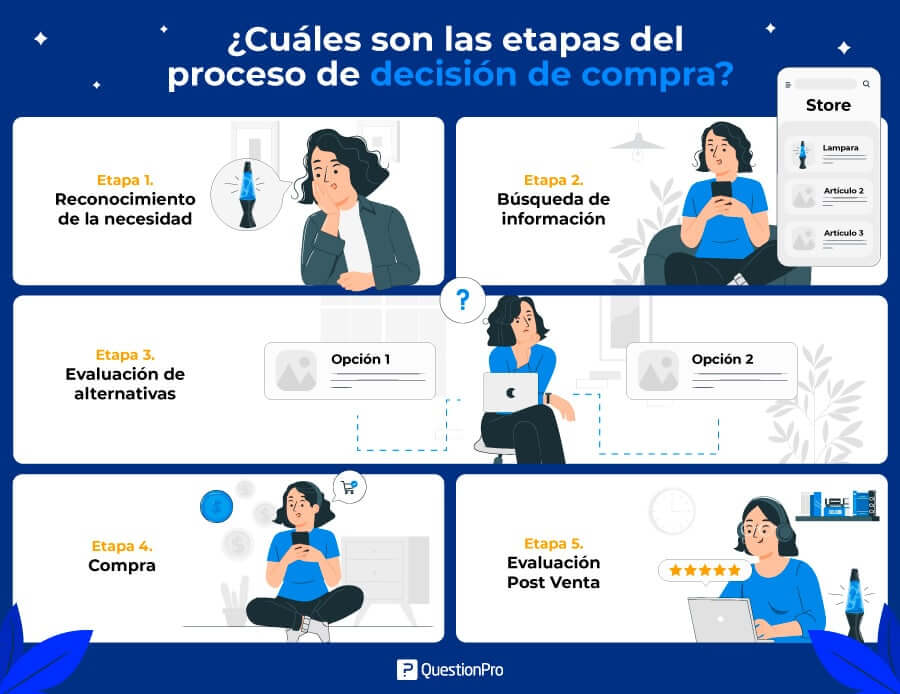 ¿Cuáles son las etapas del
proceso de decisión de compra?
Store
Lampara
Artículo 2
Artículo 3
Etapa 1.
Reconocimiento
de la necesidad
Etapa 2.
Búsqueda de
información
?
Etapa 3.
Evaluación de
alternativas
Opción 1
Opción 2
Etapa 4.
Compra
$
$
$
$
Etapa 5.
Evaluación
Post Venta
? QuestionPro